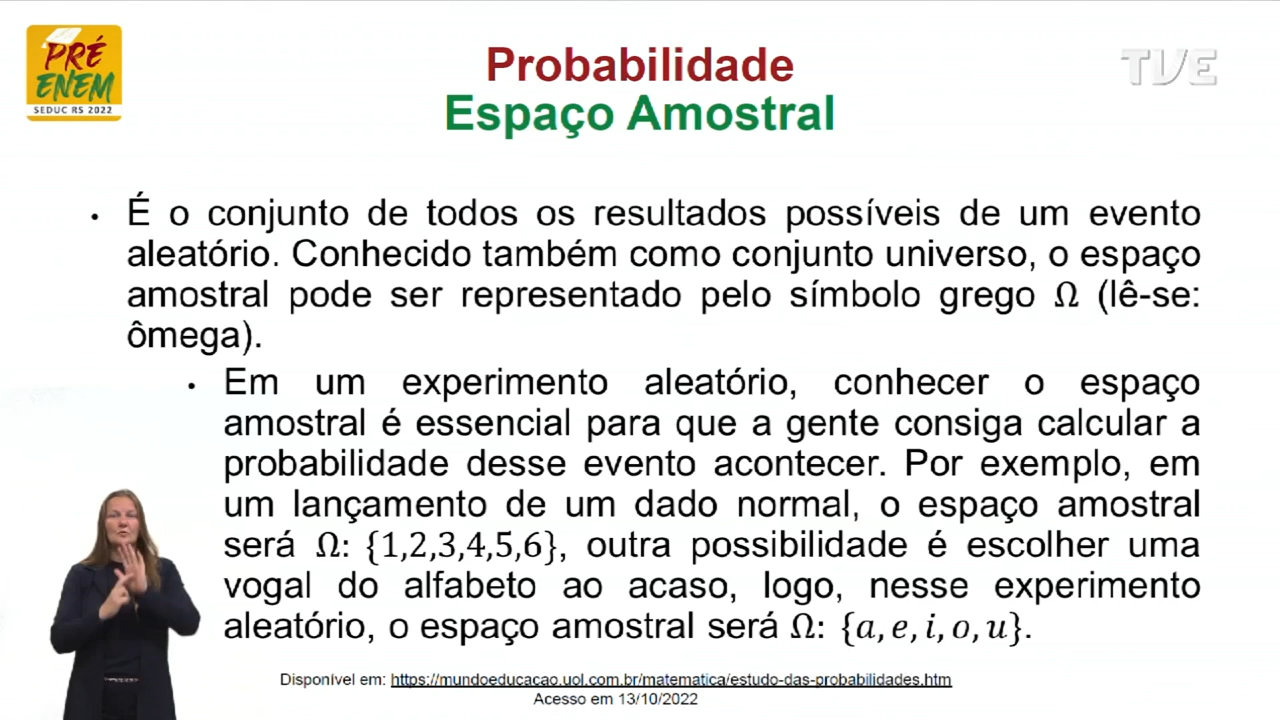 PRÉ
ENEM
SEDUC RS 2022
TVE
Probabilidade
Espaço Amostral
• É o conjunto de todos os resultados possíveis de um evento
aleatório. Conhecido também como conjunto universo, o espaço
amostral pode ser representado pelo símbolo grego Ω (lê-se:
ômega).
• Em um experimento aleatório, conhecer o espaço
amostral é essencial para que a gente consiga calcular a
probabilidade desse evento acontecer. Por exemplo, em
um lançamento de um dado normal, o espaço amostral
será Ω: {1,2,3,4,5,6}, outra possibilidade é escolher uma
vogal do alfabeto ao acaso, logo, nesse experimento
aleatório, o espaço amostral será Ω: {a, e, i, o, u}.
Disponível em: https://mundoeducacao.uol.com.br/matematica/estudo-das-probabilidades.htm
Acesso em 13/10/2022